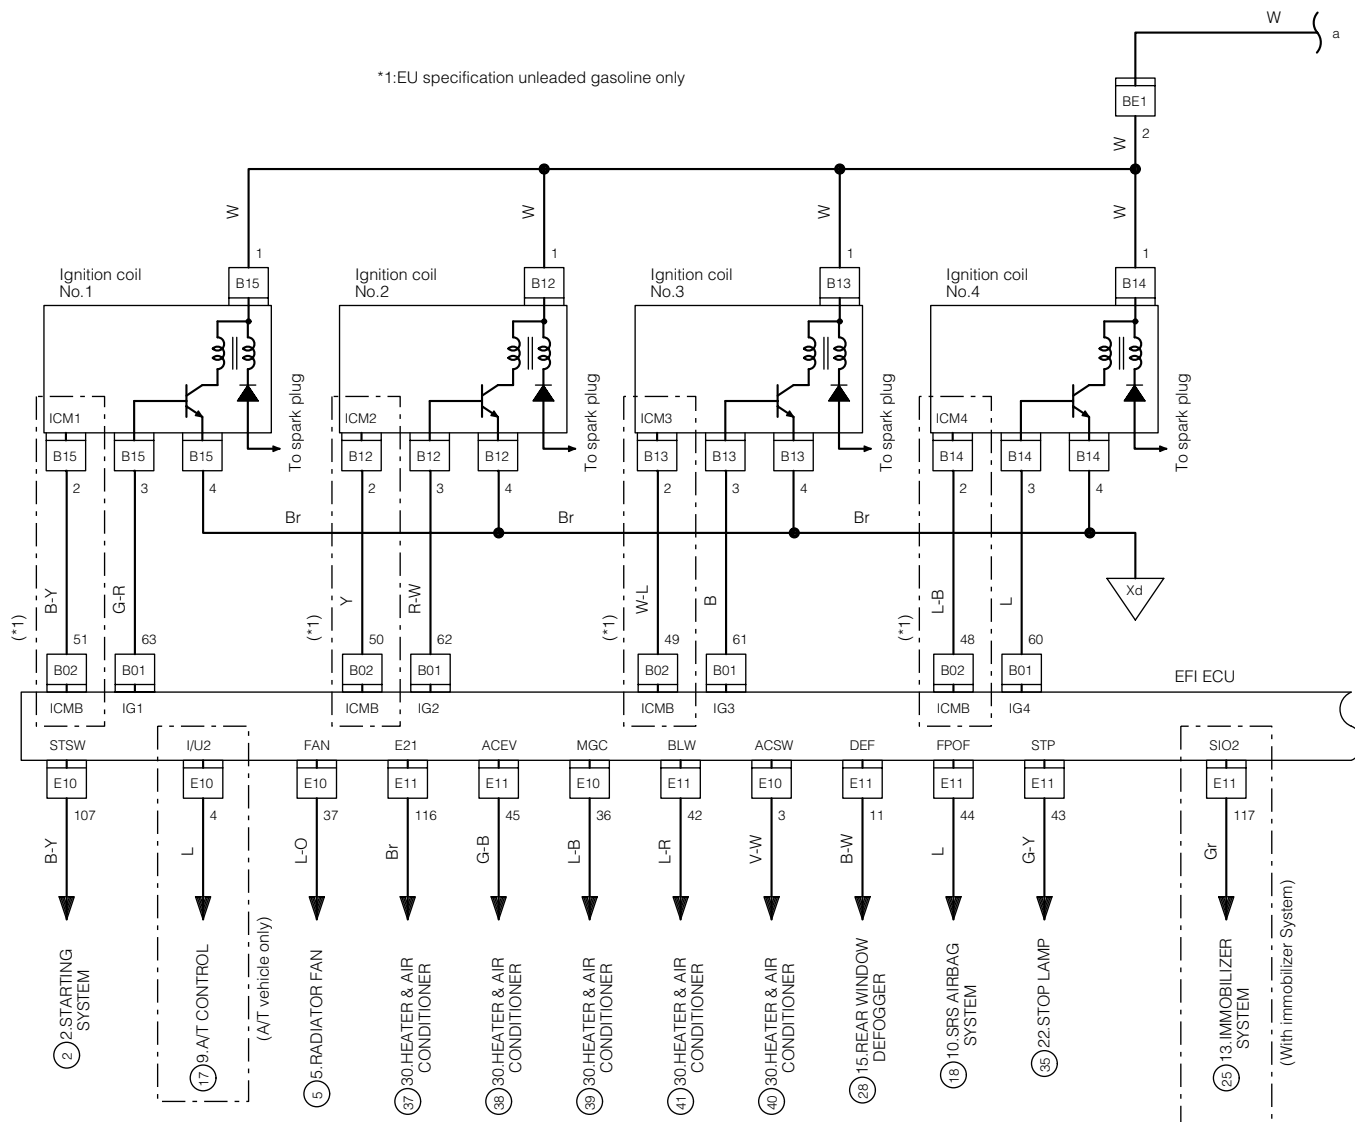 W
a
*1:EU specification unleaded gasoline only
BE1
2
W
W
W
W
W
1
1
1
1
Ignition coil
No.1
B15
Ignition coil
No.2
B12
Ignition coil
No.3
B13
Ignition coil
No.4
B14
To spark plug
To spark plug
To spark plug
To spark plug
ICM1
ICM2
ICM3
ICM4
B15
B15
B15
B12
B12
B12
B13
B13
B13
B14
B14
B14
2
3
4
2
3
4
2
3
4
2
3
4
Br
Br
Br
(*1)
B-Y
G-R
(*1)
Y
R-W
(*1)
W-L
B
(*1)
L-B
L
Xd
51
63
50
62
49
61
48
60
B02
B01
B02
B01
B02
B01
B02
B01
EFI ECU
ICMB
IG1
ICMB
IG2
ICMB
IG3
ICMB
IG4
STSW
I/U2
FAN
E21
ACEV
MGC
BLW
ACSW
DEF
FPOF
STP
SIO2
E10
E10
E10
E11
E11
E10
E11
E10
E11
E11
E11
E11
107
4
37
116
45
36
42
3
11
44
43
117
B-Y
L
L-O
Br
G-B
L-B
L-R
V-W
B-W
L
G-Y
Gr
2 2.STARTING
SYSTEM
17 9.A/T CONTROL
(A/T vehicle only)
5 5.RADIATOR FAN
37 30.HEATER & AIR
CONDITIONER
38 30.HEATER & AIR
CONDITIONER
39 30.HEATER & AIR
CONDITIONER
41 30.HEATER & AIR
CONDITIONER
40 30.HEATER & AIR
CONDITIONER
28 15.REAR WINDOW
DEFOGGER
18 10.SRS AIRBAG
SYSTEM
35 22.STOP LAMP
25 13.IMMOBILIZER
SYSTEM
(With immobilizer System)